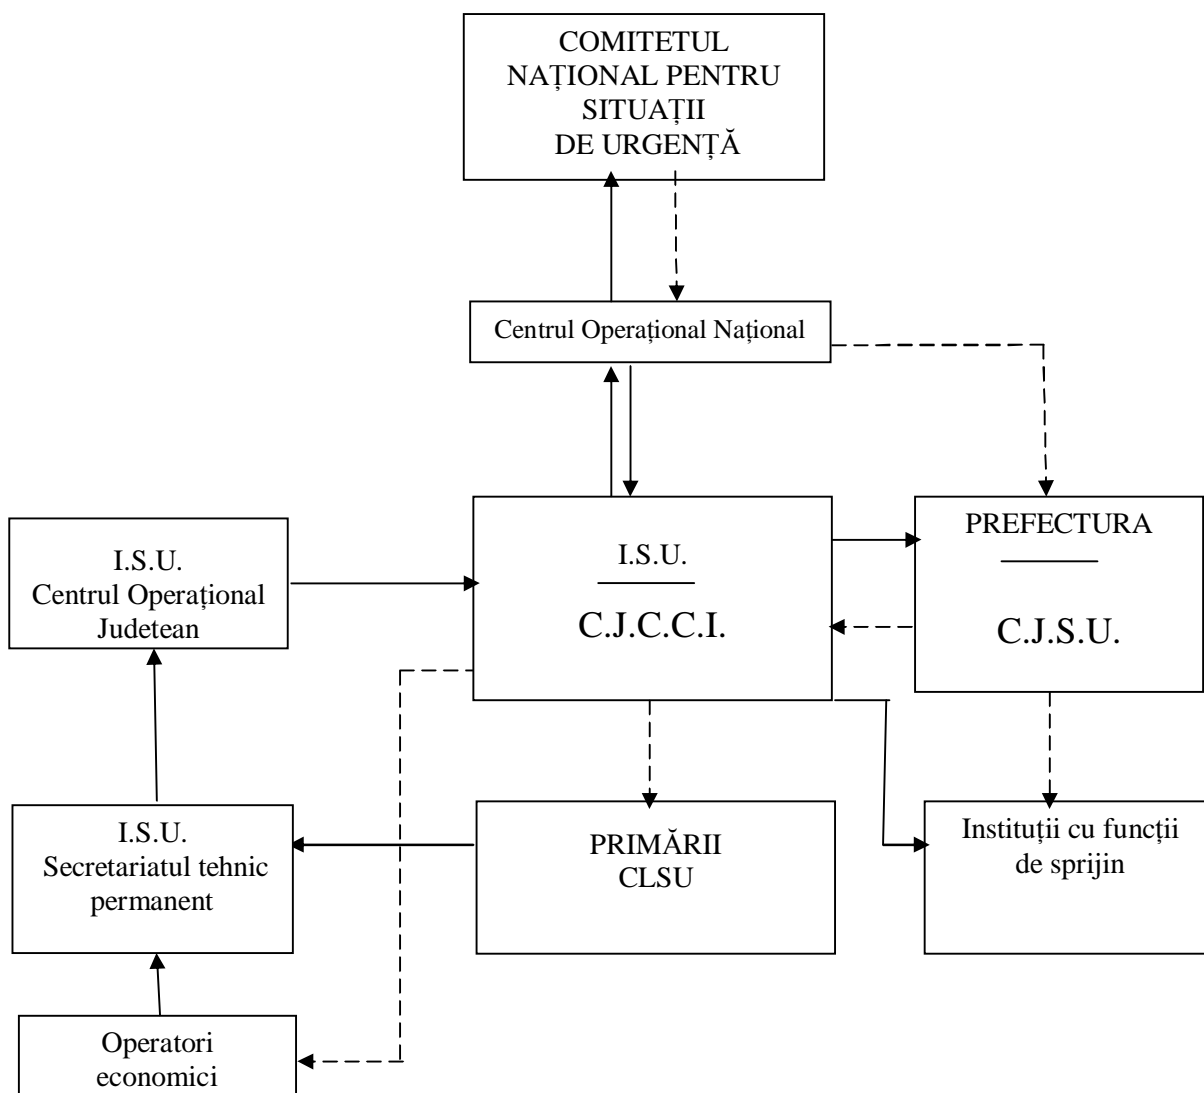 COMITETUL
NAȚIONAL PENTRU
SITUAȚII
DE URGENȚĂ
Centrul Operațional Național
I.S.U.
Centrul Operațional
Judetean
I.S.U.
C.J.C.C.I.
PREFECTURA
C.J.S.U.
I.S.U.
Secretariatul tehnic
permanent
PRIMĂRII
CLSU
Instituții cu funcții
de sprijin
Operatori
economici